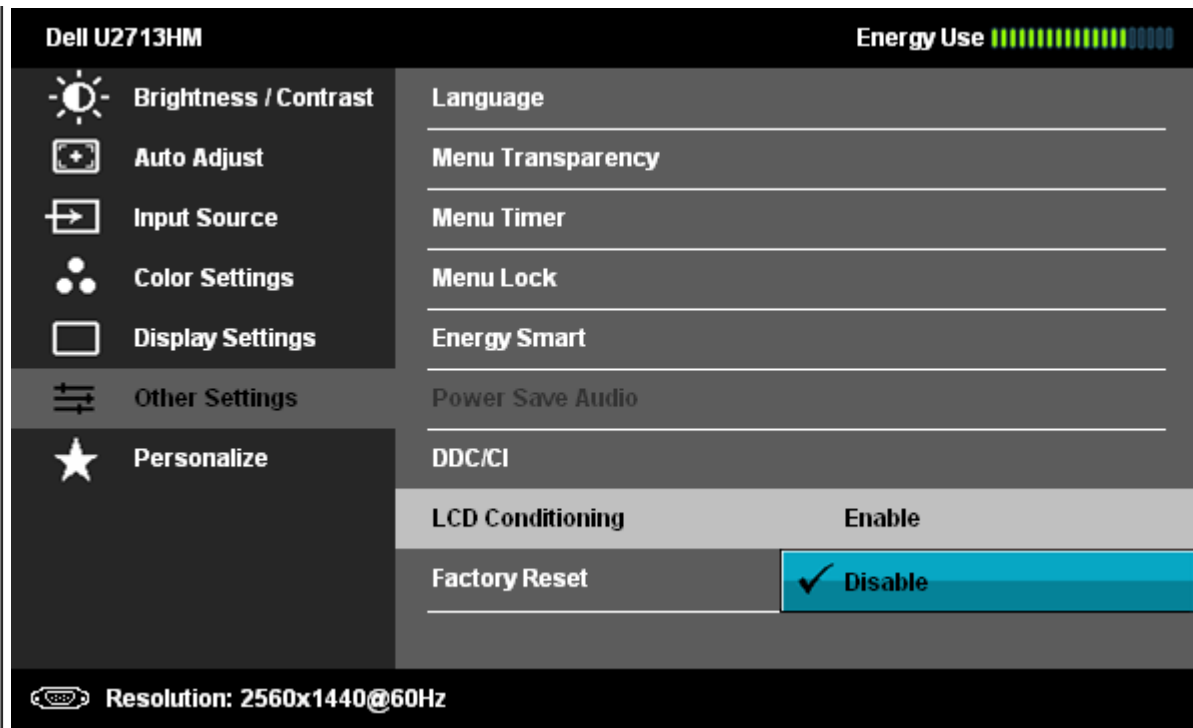 Dell U2713HM
Energy Use
Brightness / Contrast
Auto Adjust
Input Source
Color Settings
Display Settings
Other Settings
Personalize
Language
Menu Transparency
Menu Timer
Menu Lock
Energy Smart
Power Save Audio
DDC/CI
LCD Conditioning
Enable
Factory Reset
Disable
Resolution: 2560x1440@60Hz